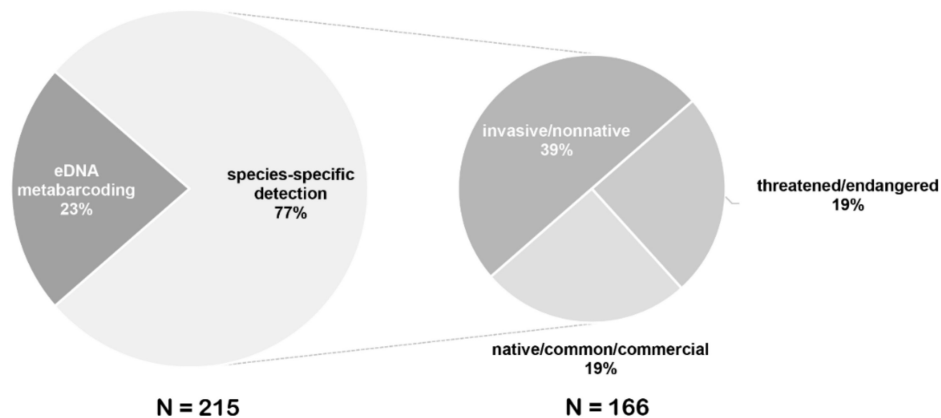 eDNA
metabarcoding
23%
species-specific
detection
77%
invasive/nonnative
39%
threatened/endangered
19%
native/common/commercial
19%
N = 215
N = 166